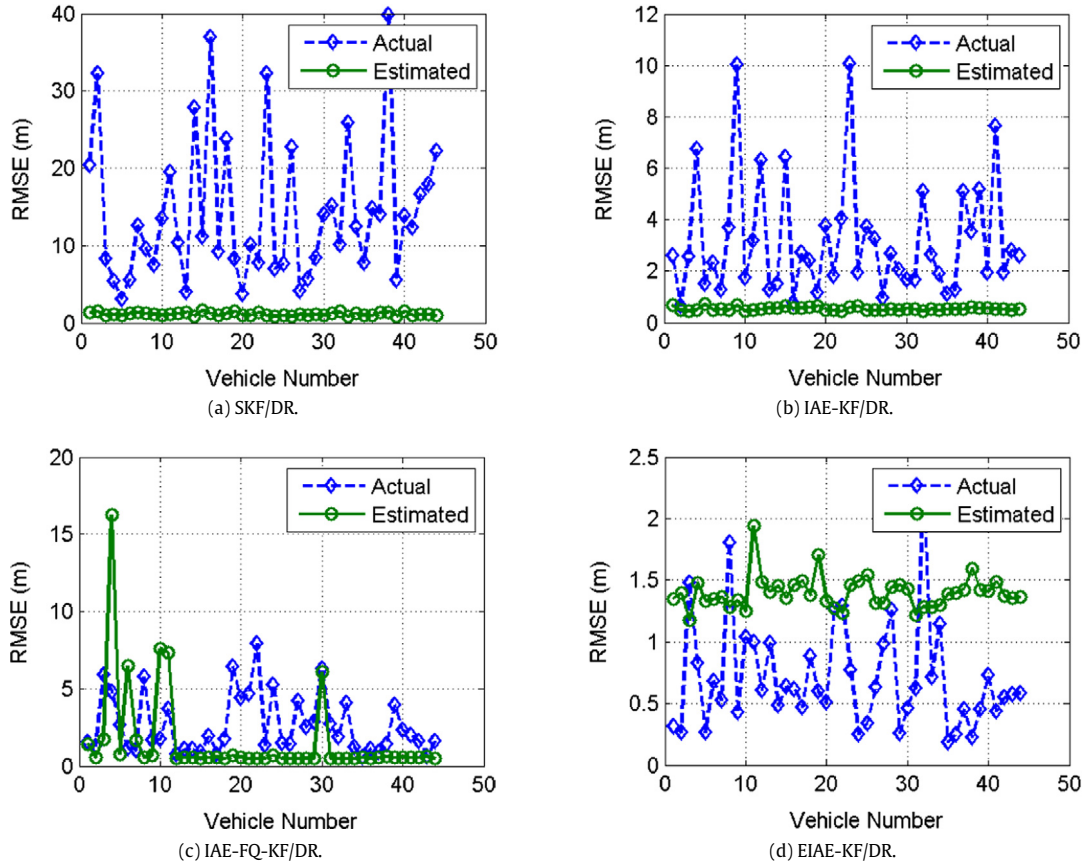 40
30
20
10
0
RMSE (m)
Actual
Estimated
0 10 20 30 40 50
Vehicle Number
(a) SKF/DR.
12
10
8
6
4
2
0
RMSE (m)
Actual
Estimated
0 10 20 30 40 50
Vehicle Number
(b) IAE-KF/DR.
20
15
10
5
0
RMSE (m)
Actual
Estimated
0 10 20 30 40 50
Vehicle Number
(c) IAE-FQ-KF/DR.
2.5
2
1.5
1
0.5
0
RMSE (m)
Actual
Estimated
0 10 20 30 40 50
Vehicle Number
(d) EIAE-KF/DR.